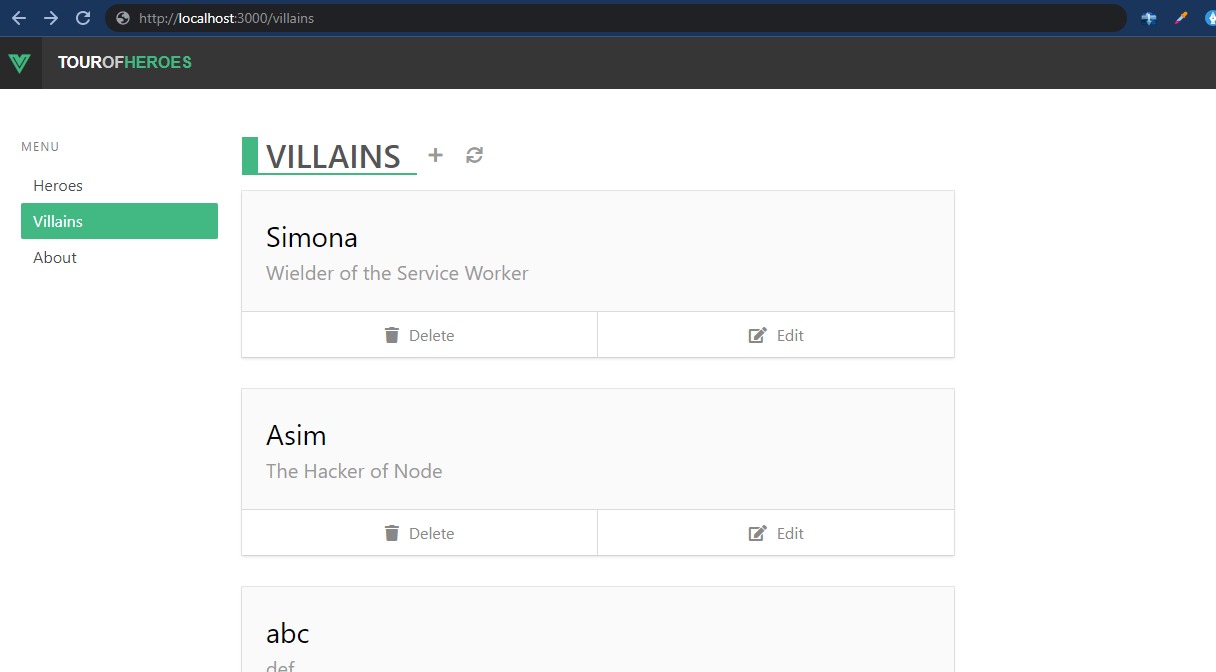 http://localhost:3000/villains
TOUROFHEROES
MENU
Heroes
Villains
About
VILLAINS
Simona
Wielder of the Service Worker
Delete
Edit
Asim
The Hacker of Node
Delete
Edit
abc
def